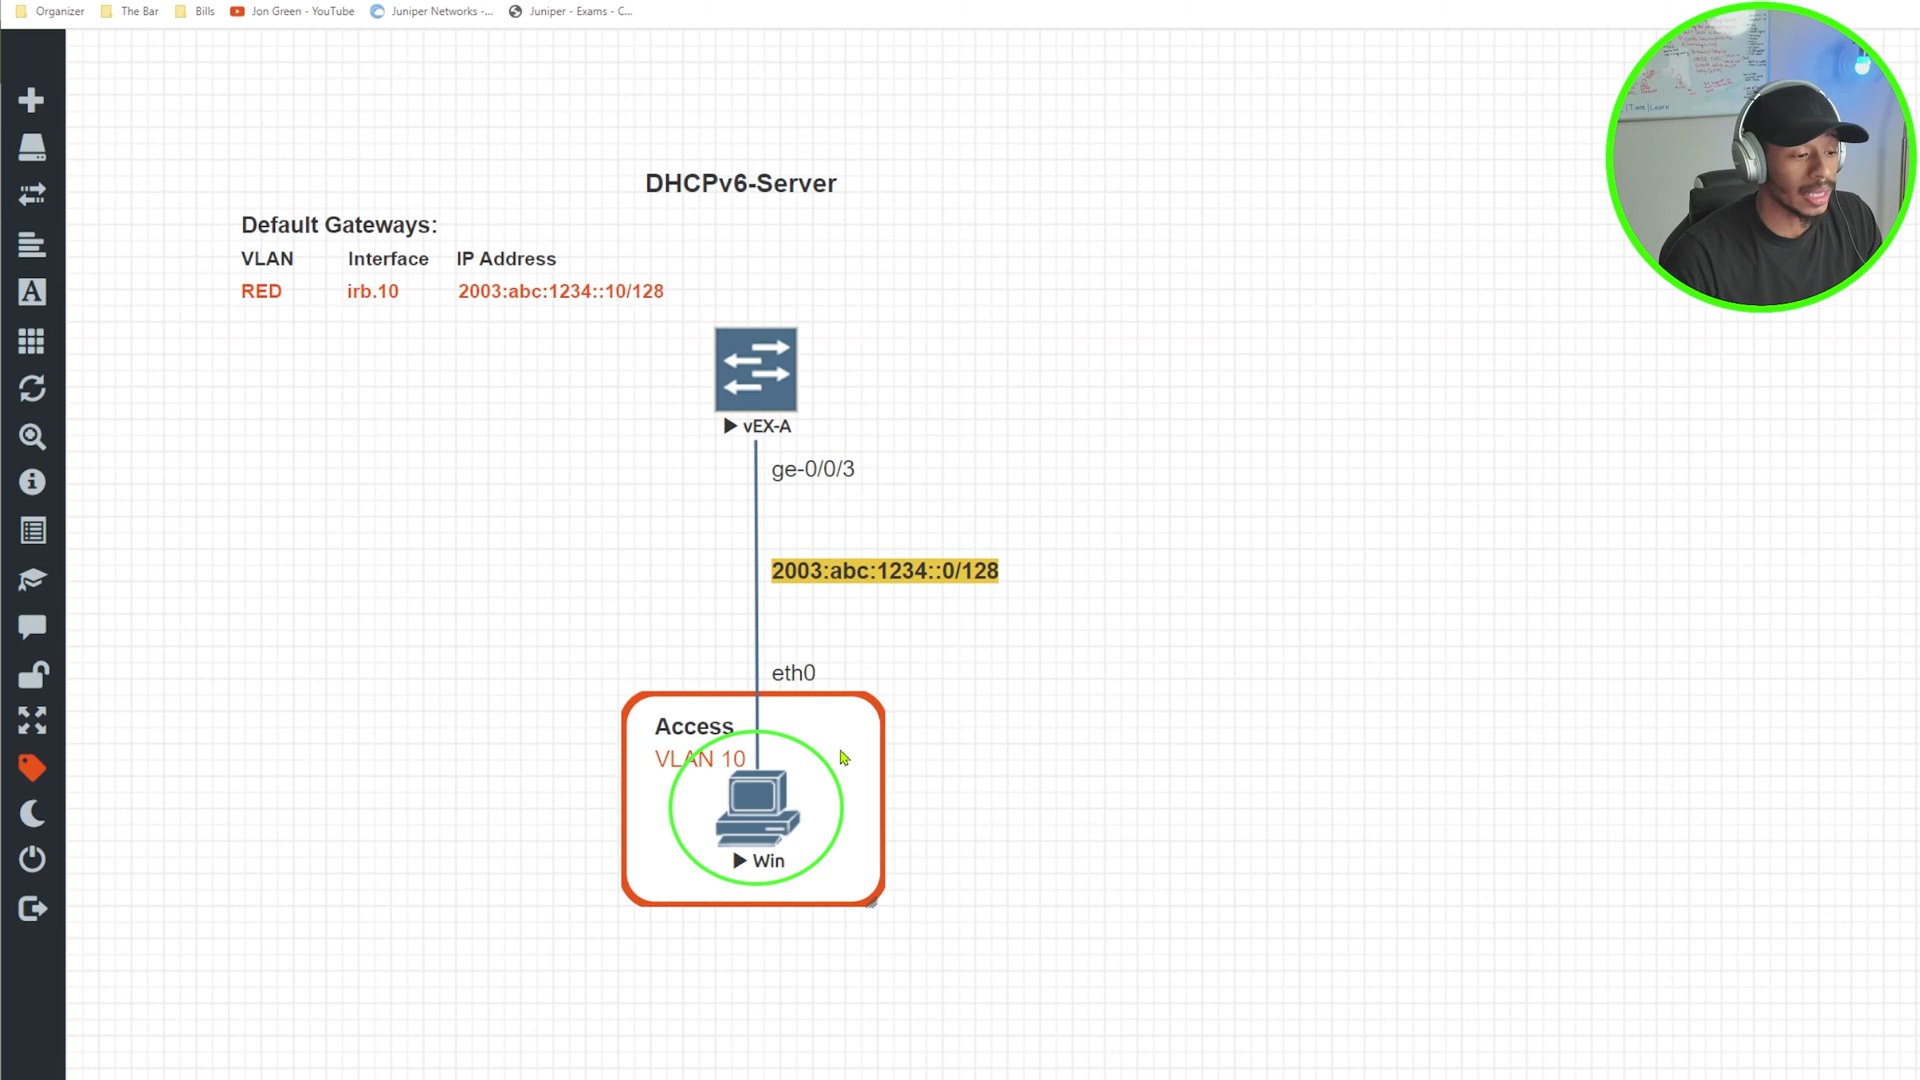 Organizer The Bar Bills Jon Green - YouTube Juniper Networks -... Juniper - Exams - C...
DHCPv6-Server
Default Gateways:
VLAN Interface IP Address
RED irb.10 2003:abc:1234::10/128
vEX-A
ge-0/0/3
2003:abc:1234::0/128
eth0
Access
VLAN 10
Win